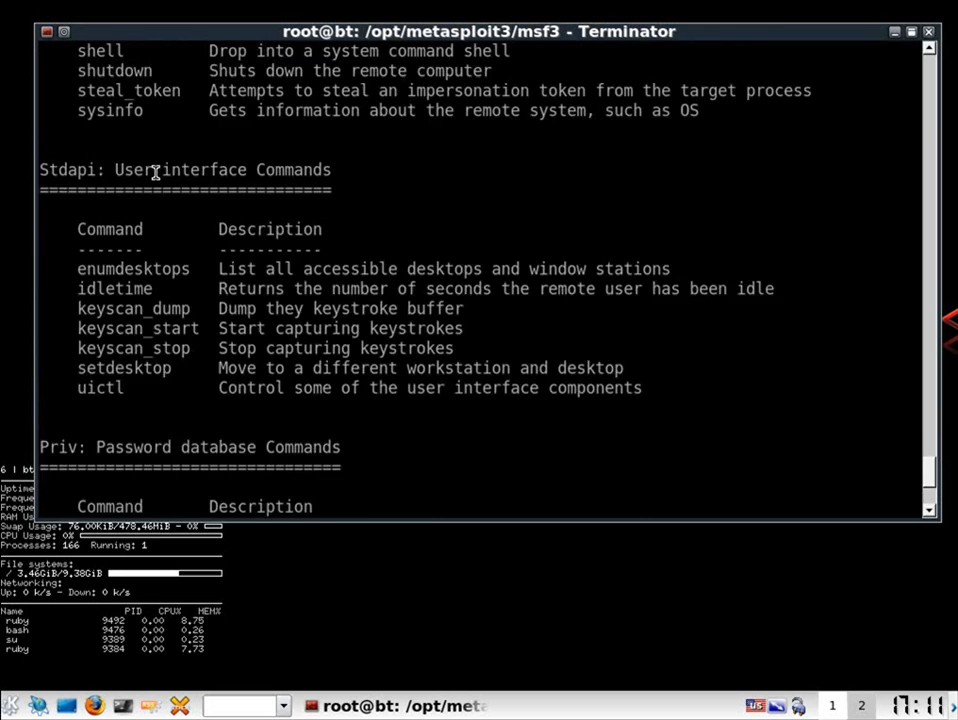 root@bt: /opt/metasploit3/msf3 - Terminator
shell Drop into a system command shell
shutdown Shuts down the remote computer
steal_token Attempts to steal an impersonation token from the target process
sysinfo Gets information about the remote system, such as OS
Stdapi: User interface Commands
===============================
Command Description
------- -----------
enumdesktops List all accessible desktops and window stations
idletime Returns the number of seconds the remote user has been idle
keyscan_dump Dump they keystroke buffer
keyscan_start Start capturing keystrokes
keyscan_stop Stop capturing keystrokes
setdesktop Move to a different workstation and desktop
uictl Control some of the user interface components
Priv: Password database Commands
================================
Command Description
6 | bt
Uptime
Freque
Freque
RAM Us
Swap Usage: 76.00KiB/478.46MiB - 0%
CPU Usage: 0%
Processes: 166 Running: 1
File systems:
/ 3.46GiB/9.38GiB
Networking:
Up: 0 k/s - Down: 0 k/s
Name PID CPU% MEM%
ruby 9492 0.00 8.75
bash 9476 0.00 0.26
su 9389 0.00 0.23
ruby 9384 0.00 7.73
root@bt: /opt/meta
US
1 2 17:11